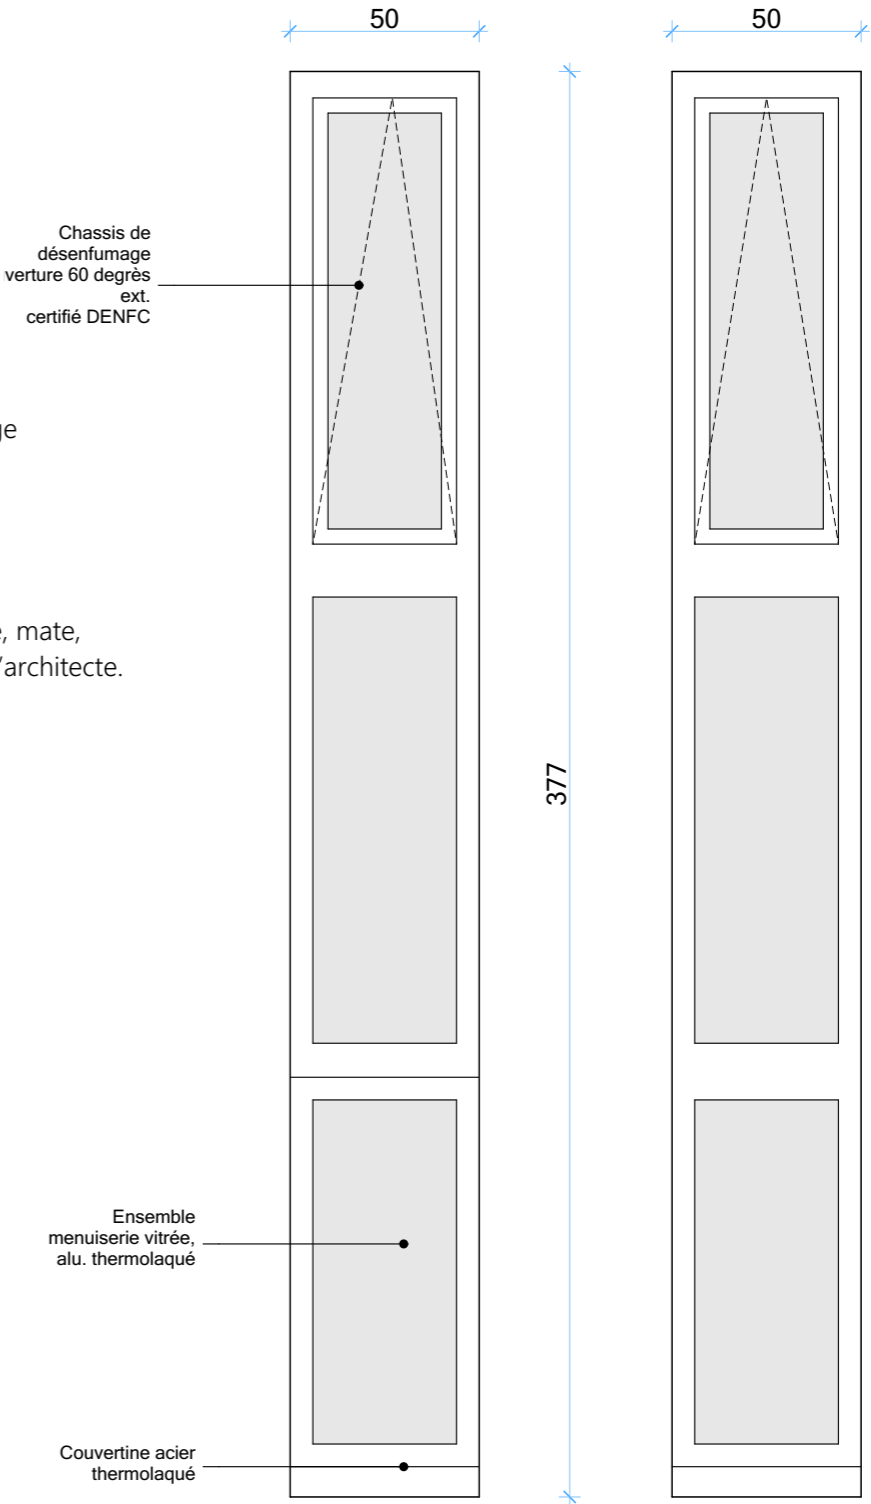 50
50
Chassis de
désenfumage
verture 60 degrès
ext.
certifié DENFC
ge
, mate,
'architecte.
377
Ensemble
menuiserie vitrée,
alu. thermolaqué
Couvertine acier
thermolaqué